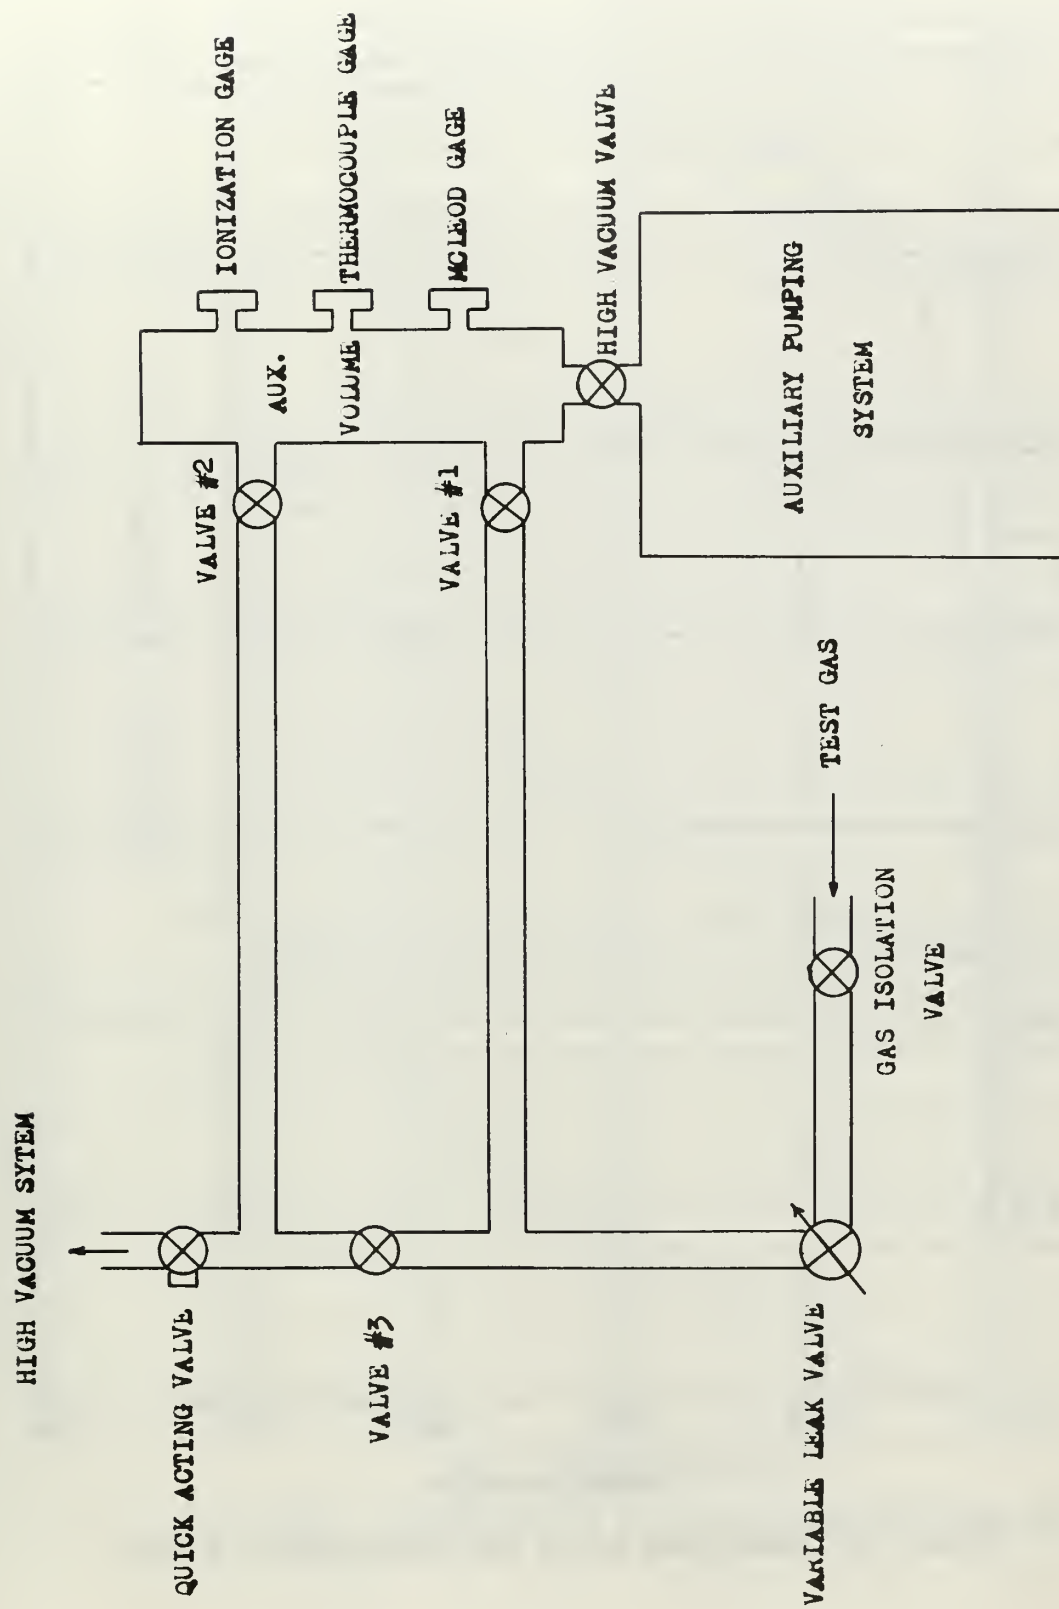 HIGH VACUUM SYTEM
QUICK ACTING VALVE
VALVE #2
IONIZATION GAGE
AUX.
VOLUME
THERMOCOUPLE GAGE
VALVE #3
VALVE #1
MCLEOD GAGE
HIGH VACUUM VALVE
VARIABLE LEAK VALVE
TEST GAS
GAS ISOLATION
VALVE
AUXILIARY PUMPING
SYSTEM